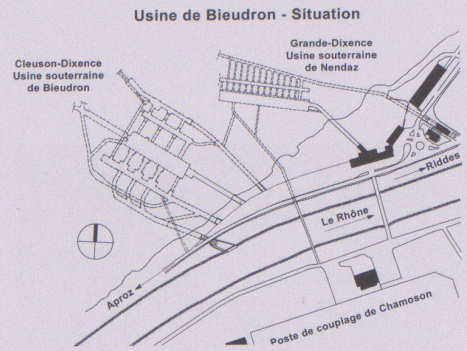 Usine de Bieudron - Situation
Grande-Dixence
Usine souterraine
de Nendaz
Cleuson-Dixence
Usine souterraine
de Bieudron
Riddes
Le Rhône
Aproz
Poste de couplage de Chamoson